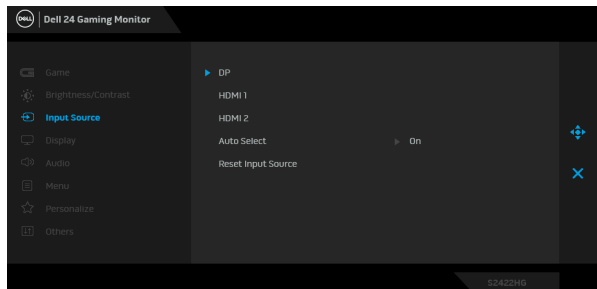 DELL Dell 24 Gaming Monitor
Game
Brightness/Contrast
Input Source
Display
Audio
Menu
Personalize
Others
DP
HDMI 1
HDMI 2
Auto Select On
Reset Input Source
S2422HG